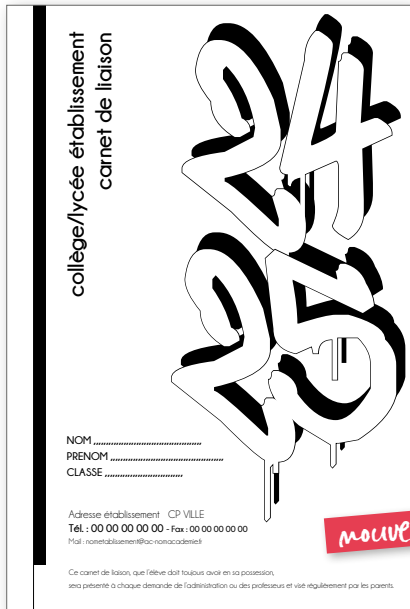 collège/lycée établissement
carnet de liaison
24
25
NOM ,,,,,,,,,,,,,,,,,,,,,,,,,,,,,,,,,,,,,,,,
PRENOM ,,,,,,,,,,,,,,,,,,,,,,,,,,,,,,,,,,,,,,,,
CLASSE ,,,,,,,,,,,,,,,,,,,,,,,,,,,,
Adresse établissement CP VILLE
Tél. : 00 00 00 00 00 - Fax : 00 00 00 00 00
Mail : nometablissement@ac-nomacademie.fr
Ce carnet de liaison, que l'élève doit toujours avoir en sa possession,
sera présenté à chaque demande de l'administration ou des professeurs et visé régulièrement par les parents.